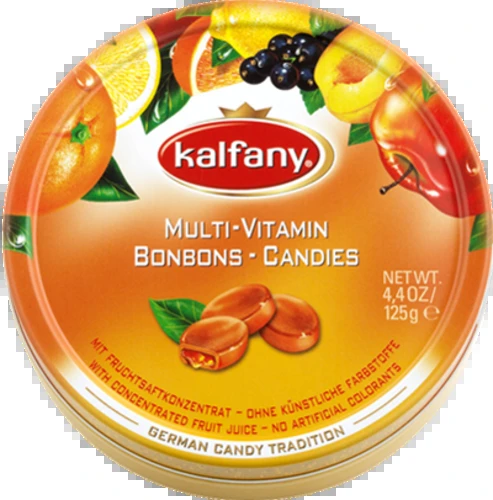 kalfany®
MULTI-VITAMIN
BONBONS - CANDIES
NET WT.
4,4 OZ/
125g ℮
MIT FRUCHTSAFTKONZENTRAT – OHNE KÜNSTLICHE FARBSTOFFE
WITH CONCENTRATED FRUIT JUICE – NO ARTIFICIAL COLORANTS
GERMAN CANDY TRADITION